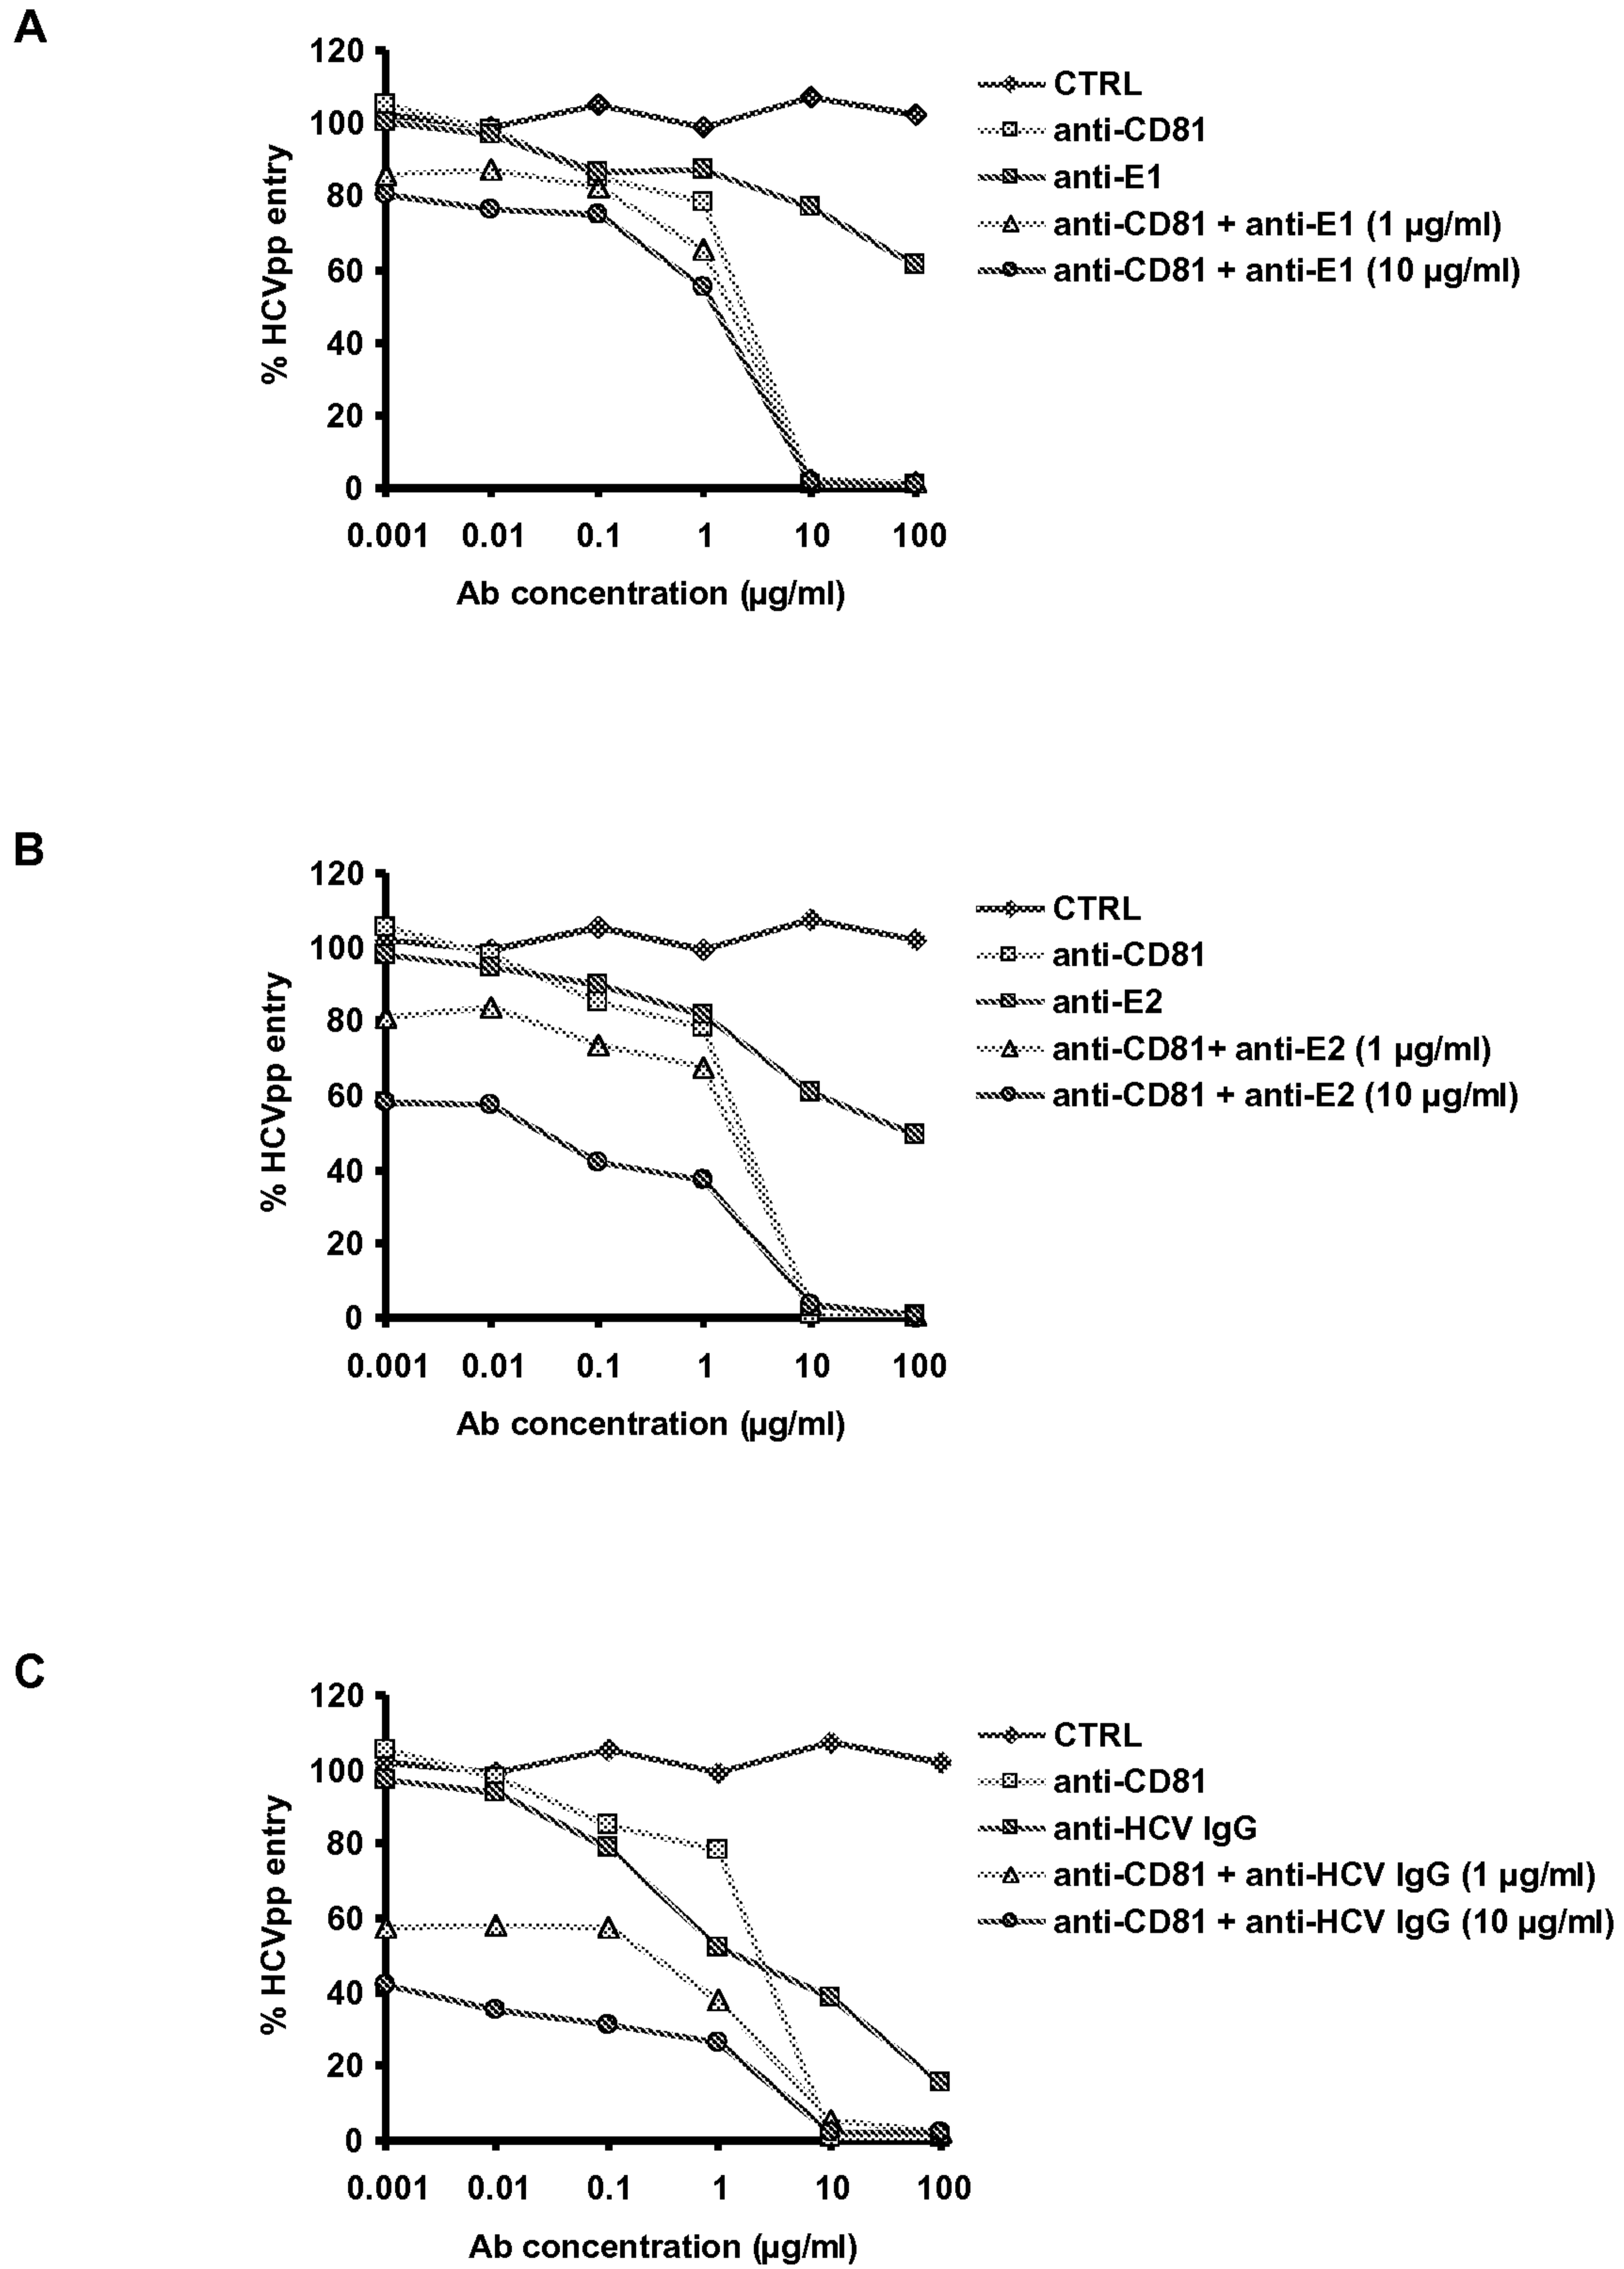 A
120
100
80
60
40
20
0
% HCVpp entry
0.001 0.01 0.1 1 10 100
Ab concentration (µg/ml)
CTRL
anti-CD81
anti-E1
anti-CD81 + anti-E1 (1 µg/ml)
anti-CD81 + anti-E1 (10 µg/ml)
B
120
100
80
60
40
20
0
% HCVpp entry
0.001 0.01 0.1 1 10 100
Ab concentration (µg/ml)
CTRL
anti-CD81
anti-E2
anti-CD81+ anti-E2 (1 µg/ml)
anti-CD81 + anti-E2 (10 µg/ml)
C
120
100
80
60
40
20
0
% HCVpp entry
0.001 0.01 0.1 1 10 100
Ab concentration (µg/ml)
CTRL
anti-CD81
anti-HCV IgG
anti-CD81 + anti-HCV IgG (1 µg/ml)
anti-CD81 + anti-HCV IgG (10 µg/ml)